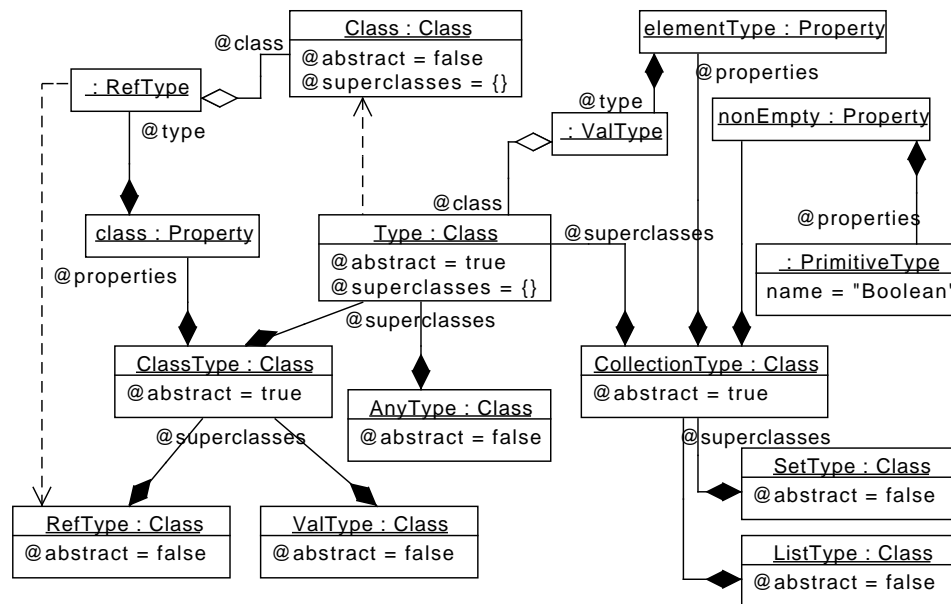 Class : Class
@abstract = false
@superclasses = {}
@class
elementType : Property
@properties
: RefType
@type
@type
: ValType
nonEmpty : Property
@class
class : Property
@properties
Type : Class
@abstract = true
@superclasses = {}
@superclasses
@properties
: PrimitiveType
name = "Boolean"
@superclasses
ClassType : Class
@abstract = true
AnyType : Class
@abstract = false
CollectionType : Class
@abstract = true
@superclasses
@superclasses
SetType : Class
@abstract = false
RefType : Class
@abstract = false
ValType : Class
@abstract = false
ListType : Class
@abstract = false